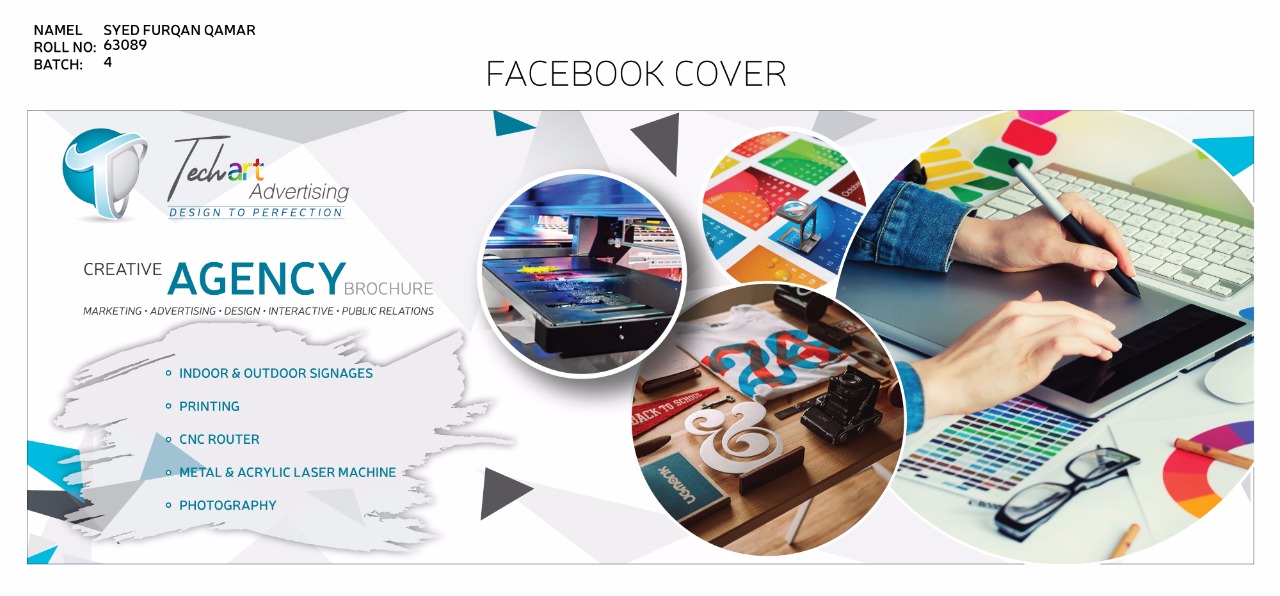 NAMEL SYED FURQAN QAMAR
ROLL NO: 63089
BATCH: 4
FACEBOOK COVER
Techart
Advertising
DESIGN TO PERFECTION
CREATIVE AGENCY BROCHURE
MARKETING • ADVERTISING • DESIGN • INTERACTIVE • PUBLIC RELATIONS
INDOOR & OUTDOOR SIGNAGES
PRINTING
CNC ROUTER
METAL & ACRYLIC LASER MACHINE
PHOTOGRAPHY
October
BACK TO SCHOOL
&